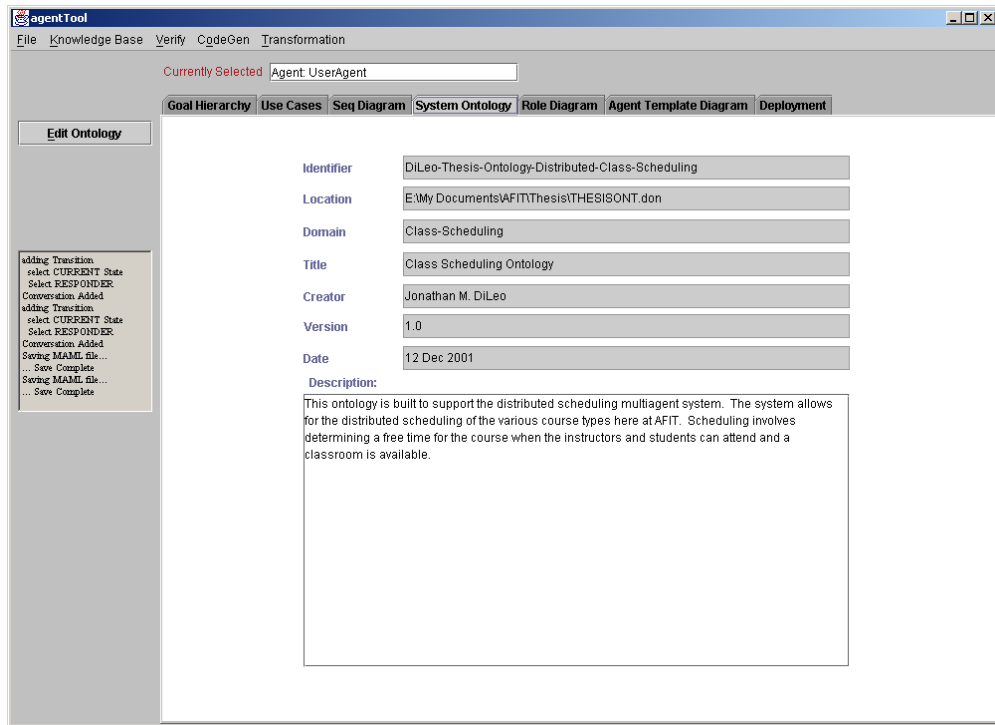 agentTool
File Knowledge Base Verify CodeGen Transformation
Currently Selected Agent: UserAgent
Goal Hierarchy Use Cases Seq Diagram System Ontology Role Diagram Agent Template Diagram Deployment
Edit Ontology
Identifier DiLeo-Thesis-Ontology-Distributed-Class-Scheduling
Location E:\My Documents\AFIT\Thesis\THESISONT.don
Domain Class-Scheduling
Title Class Scheduling Ontology
Creator Jonathan M. DiLeo
Version 1.0
Date 12 Dec 2001
Description:
This ontology is built to support the distributed scheduling multiagent system. The system allows
for the distributed scheduling of the various course types here at AFIT. Scheduling involves
determining a free time for the course when the instructors and students can attend and a
classroom is available.
adding Transition
select CURRENT State
Select RESPONDER
Conversation Added
adding Transition
select CURRENT State
Select RESPONDER
Conversation Added
Saving MAML file...
... Save Complete
Saving MAML file...
... Save Complete